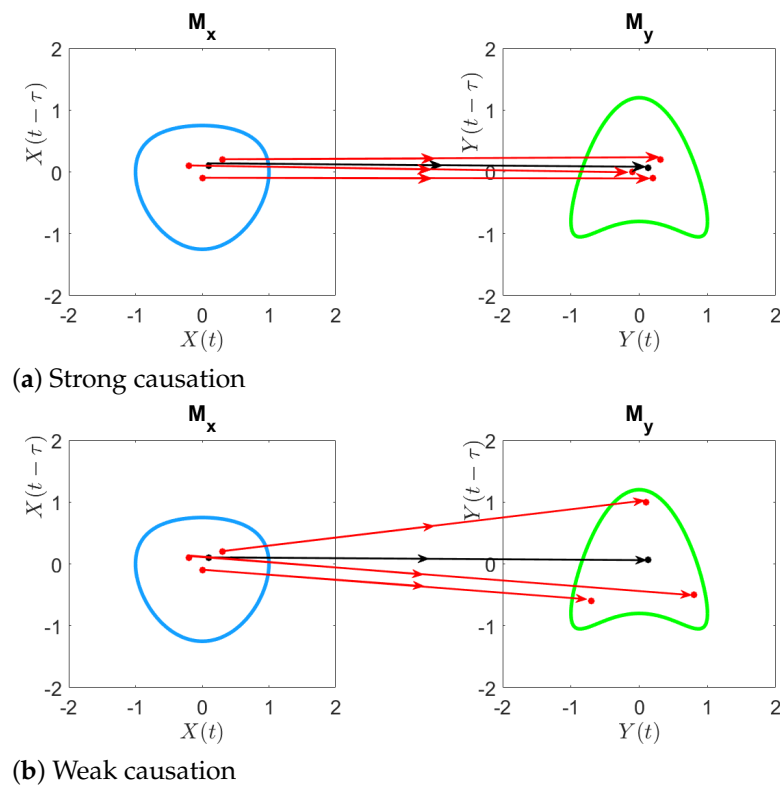 M_x
M_y
2
1
0
-1
-2
X(t − τ)
-2 -1 0 1 2
X(t)
2
1
0
-1
-2
Y(t − τ)
-2 -1 0 1 2
Y(t)
(a) Strong causation
M_x
M_y
2
1
0
-1
-2
X(t − τ)
-2 -1 0 1 2
X(t)
2
1
0
-1
-2
Y(t − τ)
-2 -1 0 1 2
Y(t)
(b) Weak causation